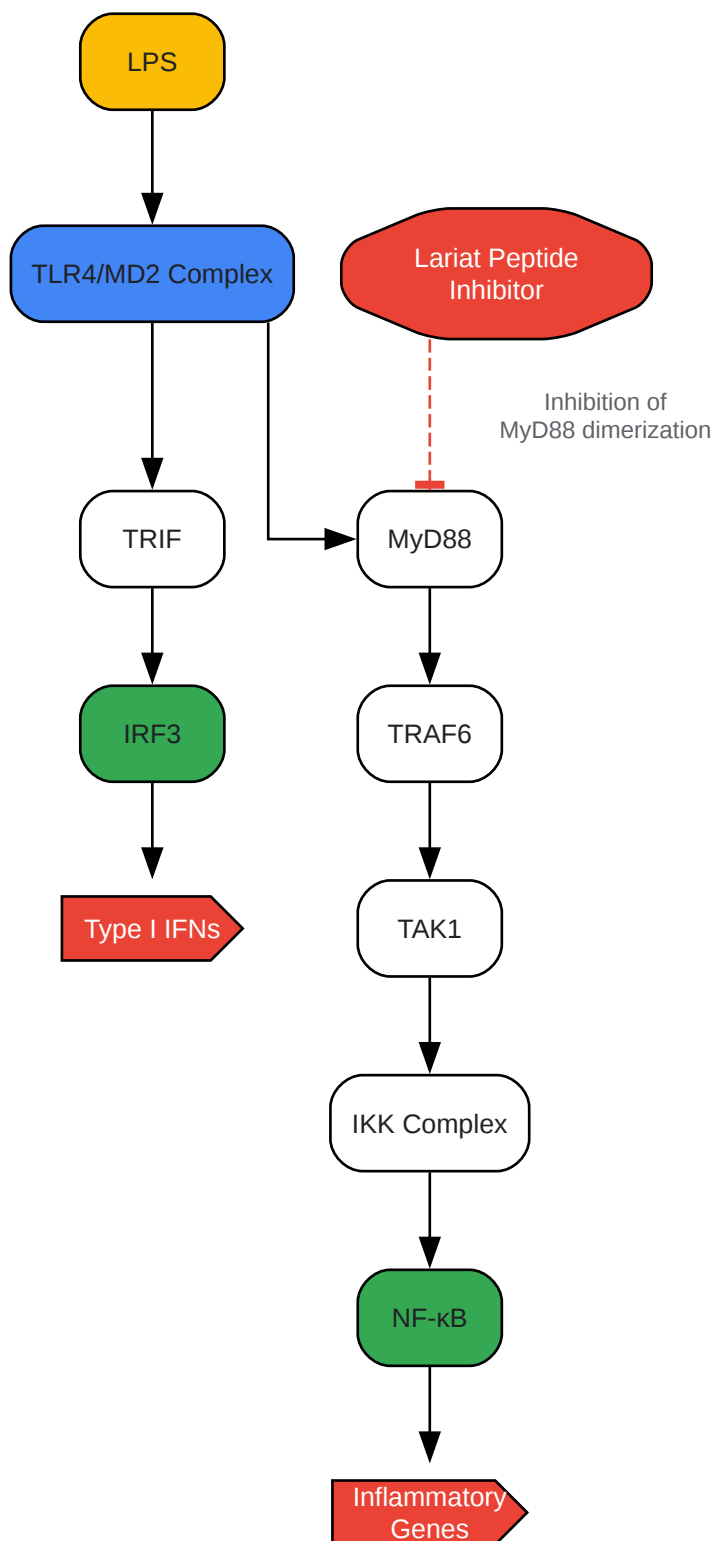 LPS
TLR4/MD2 Complex
Lariat Peptide
Inhibitor
Inhibition of
MyD88 dimerization
TRIF
MyD88
IRF3
TRAF6
Type I IFNs
TAK1
IKK Complex
NF-κB
Inflammatory
Genes